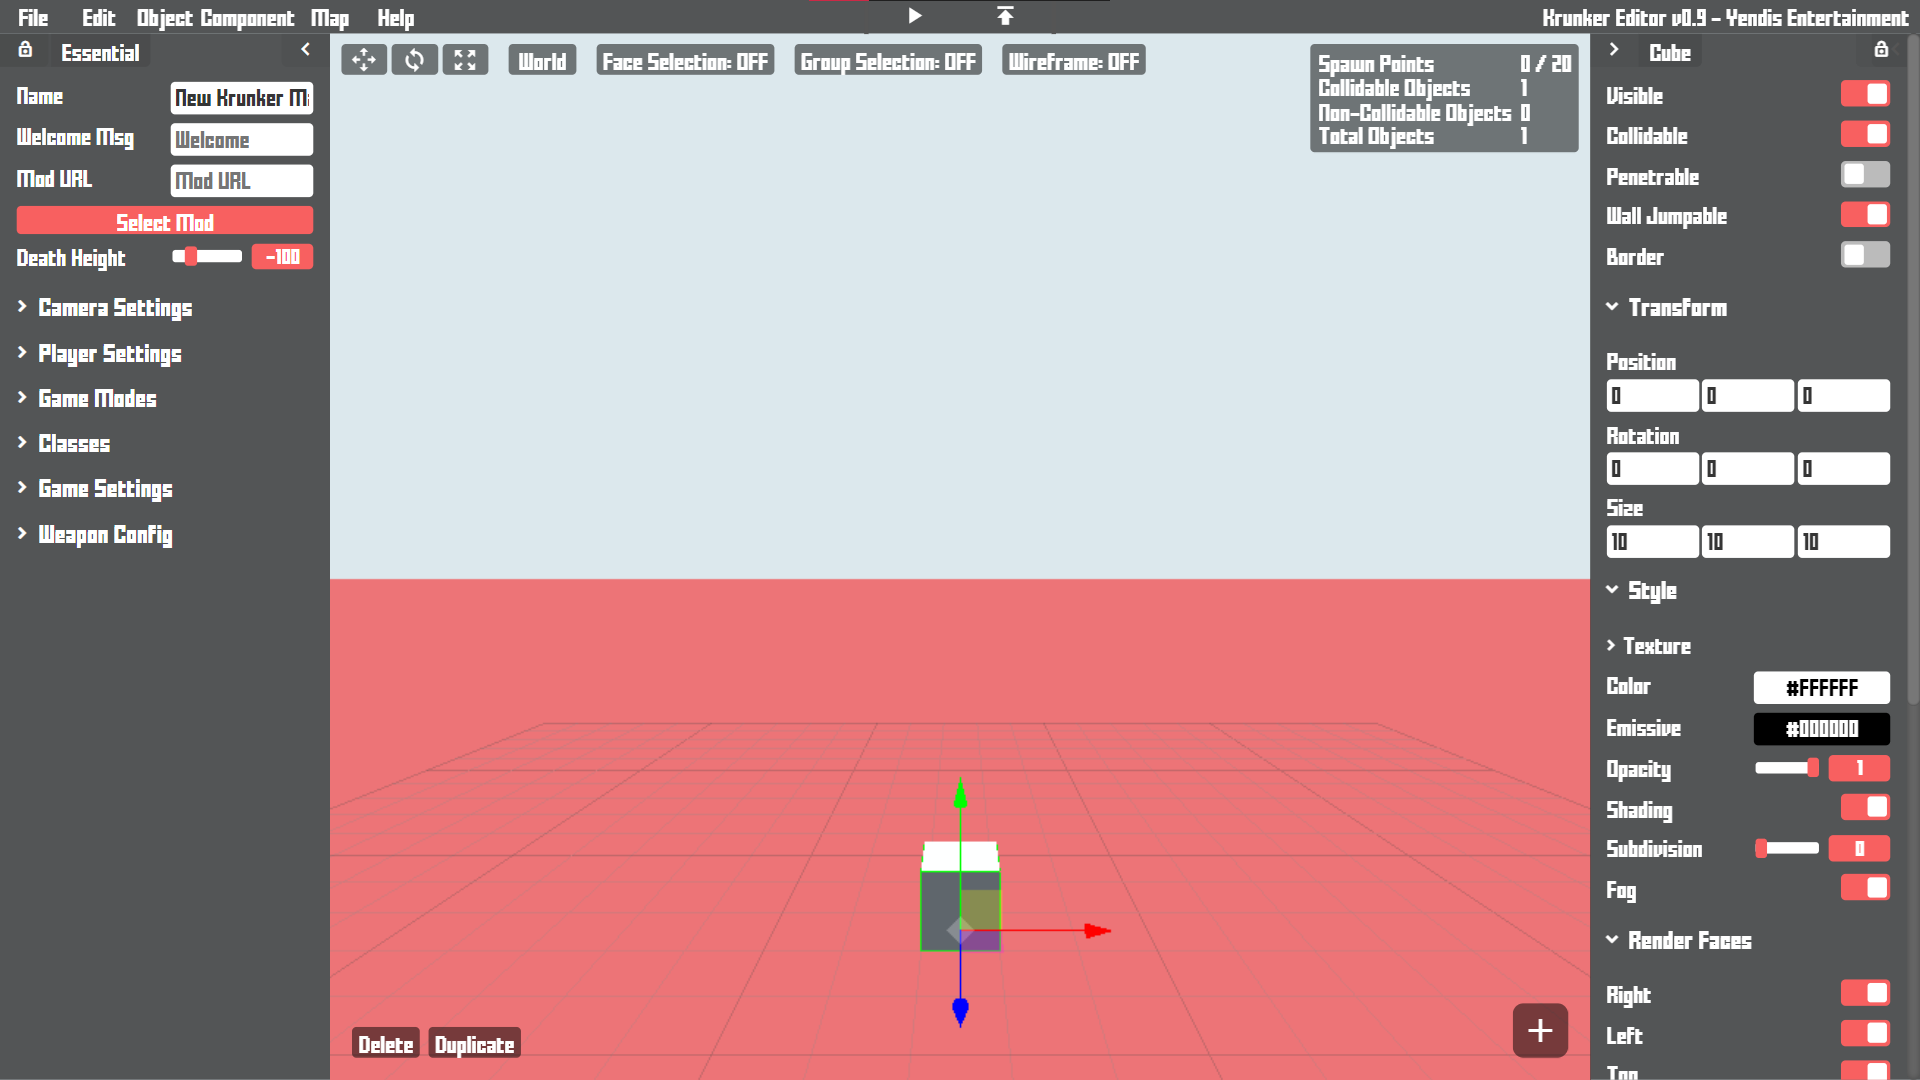 File Edit Object Component Map Help
Krunker Editor v0.9 - Yendis Entertainment
Essential
Name New Krunker M
Welcome Msg Welcome
Mod URL Mod URL
Select Mod
Death Height -100
Camera Settings
Player Settings
Game Modes
Classes
Game Settings
Weapon Config
World Face Selection: OFF Group Selection: OFF Wireframe: OFF
Spawn Points 0 / 20
Collidable Objects 1
Non-Collidable Objects 0
Total Objects 1
Delete Duplicate
+
Cube
Visible
Collidable
Penetrable
Wall Jumpable
Border
Transform
Position
0 0 0
Rotation
0 0 0
Size
10 10 10
Style
Texture
Color #FFFFFF
Emissive #000000
Opacity 1
Shading
Subdivision 0
Fog
Render Faces
Right
Left
Top